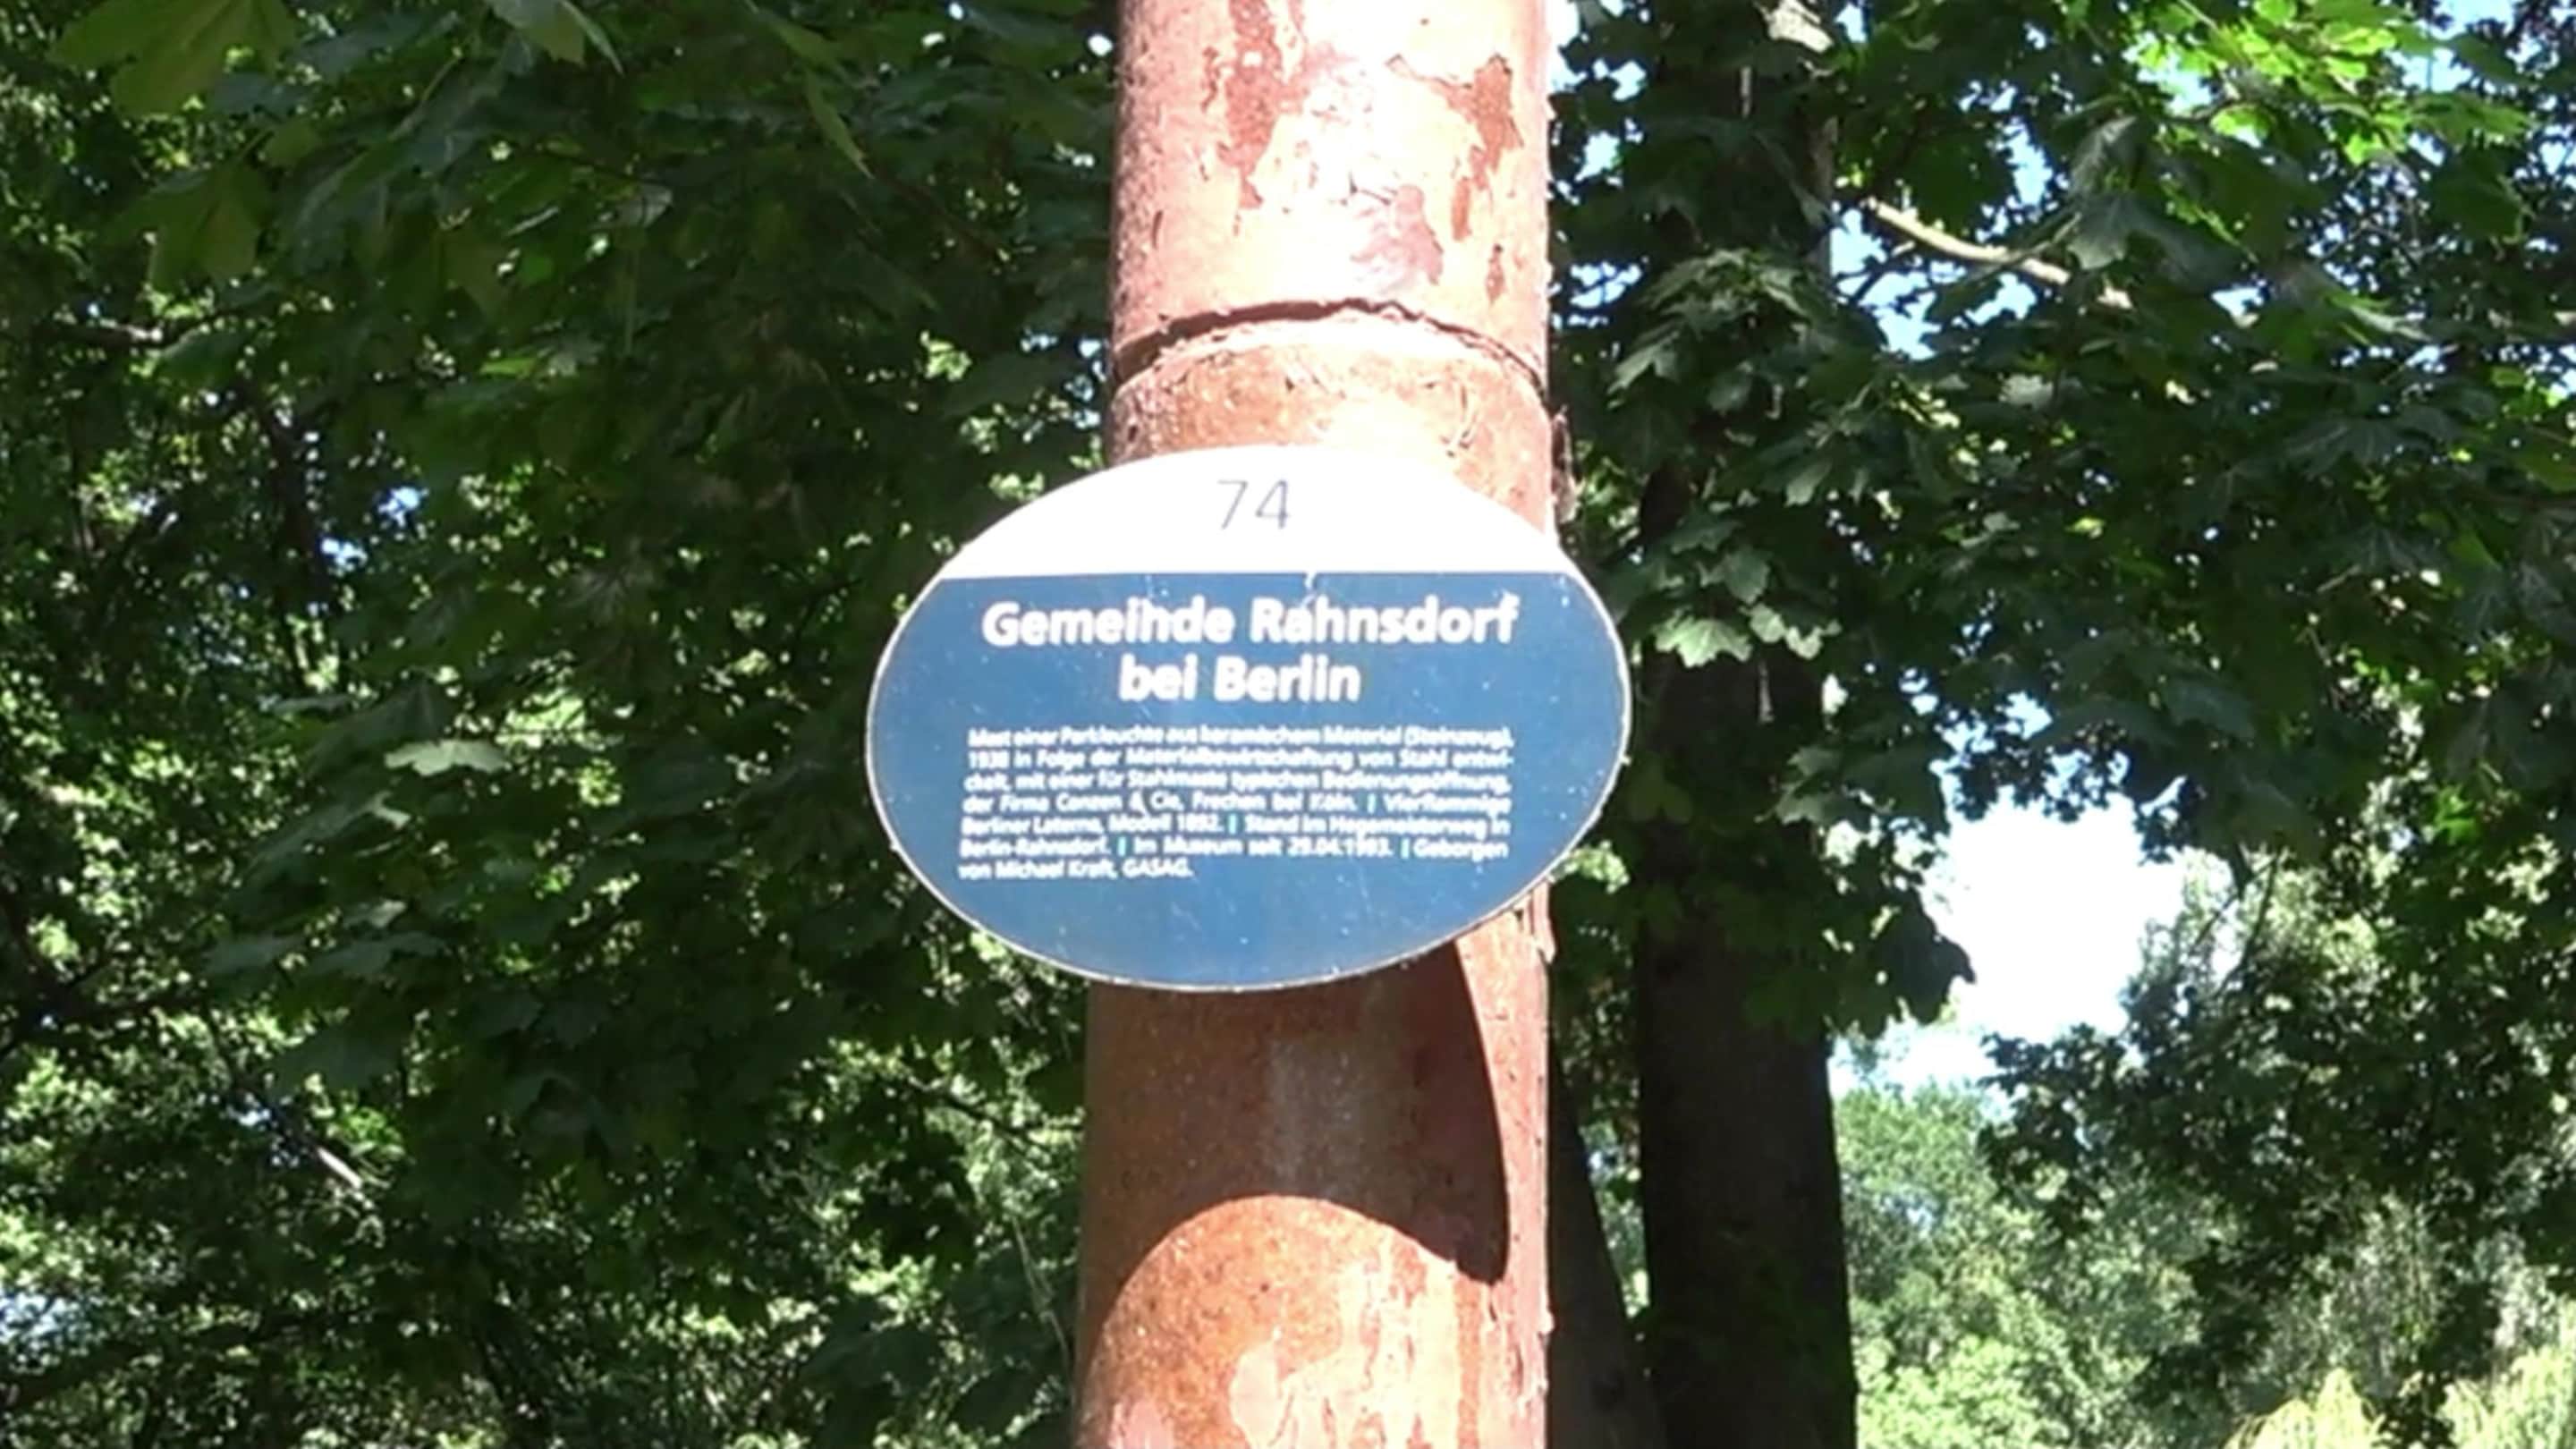 74
Gemeinde Rahnsdorf
bei Berlin
Mast einer Parkleuchte aus keramischem Material (Steinzeug),
1938 in Folge der Materialbewirtschaftung von Stahl entwi-
ckelt, mit einer für Stahlmaste typischen Bedienungsöffnung,
der Firma Conzen & Cie, Frechen bei Köln. | Vierflammige
Berliner Laterne, Modell 1892. | Stand im Hegemeisterweg in
Berlin-Rahnsdorf. | Im Museum seit 29.04.1993. | Geborgen
von Michael Kraft, GASAG.